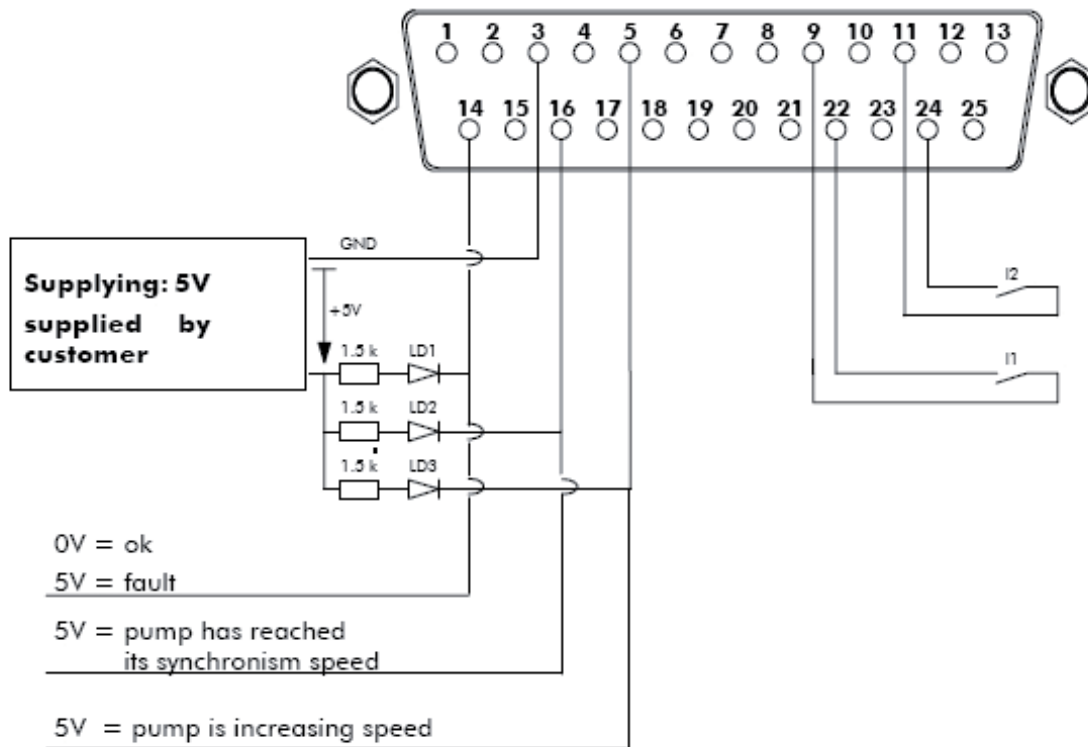 1 2 3 4 5 6 7 8 9 10 11 12 13
14 15 16 17 18 19 20 21 22 23 24 25
GND
Supplying: 5V
supplied by
customer
+5V
I2
1.5 k LD1
I1
1.5 k LD2
1.5 k LD3
0V = ok
5V = fault
5V = pump has reached
its synchronism speed
5V = pump is increasing speed